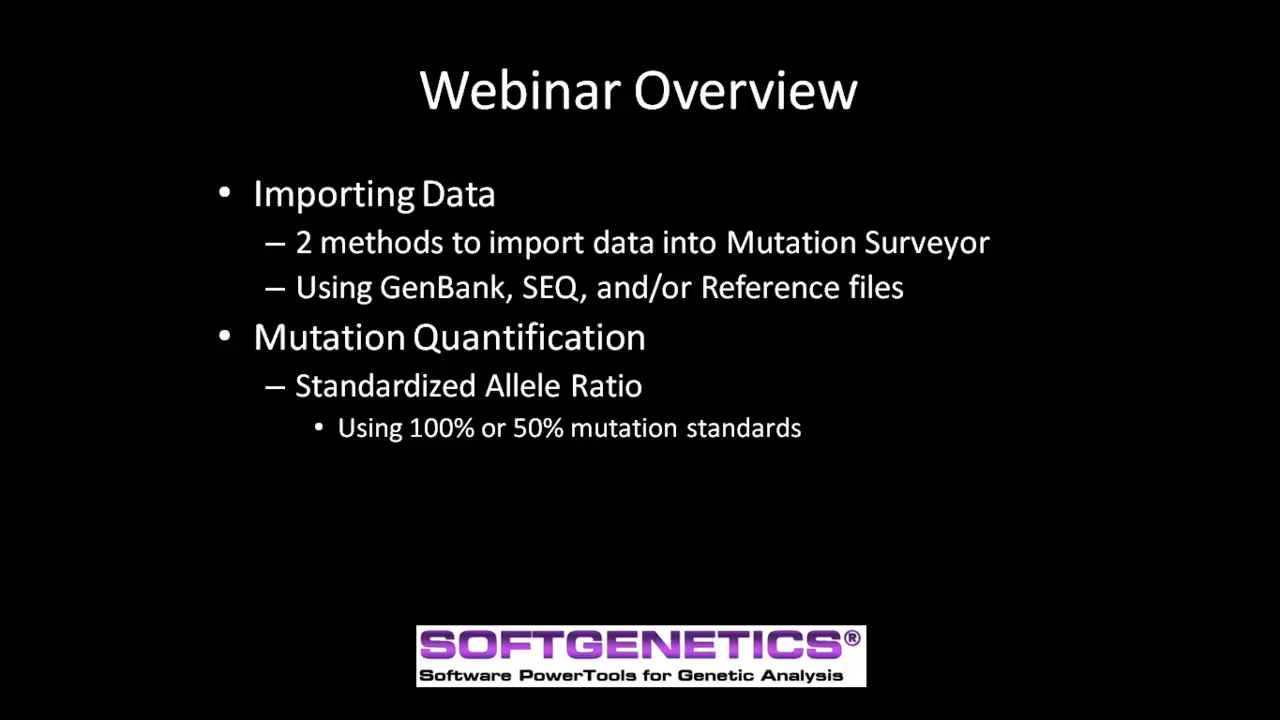 Webinar Overview
• Importing Data
– 2 methods to import data into Mutation Surveyor
– Using GenBank, SEQ, and/or Reference files
• Mutation Quantification
– Standardized Allele Ratio
• Using 100% or 50% mutation standards
SOFTGENETICS®
Software PowerTools for Genetic Analysis